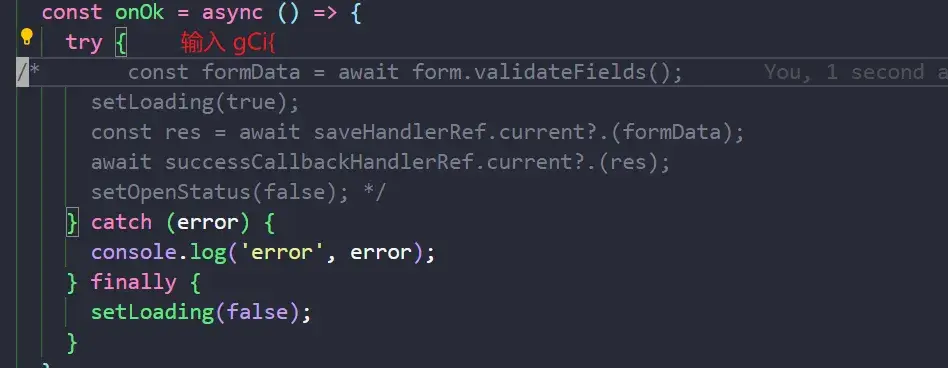 const onOk = async () => {
try { 输入 gCi{
/* const formData = await form.validateFields(); You, 1 second a
setLoading(true);
const res = await saveHandlerRef.current?.(formData);
await successCallbackHandlerRef.current?.(res);
setOpenStatus(false); */
} catch (error) {
console.log('error', error);
} finally {
setLoading(false);
}